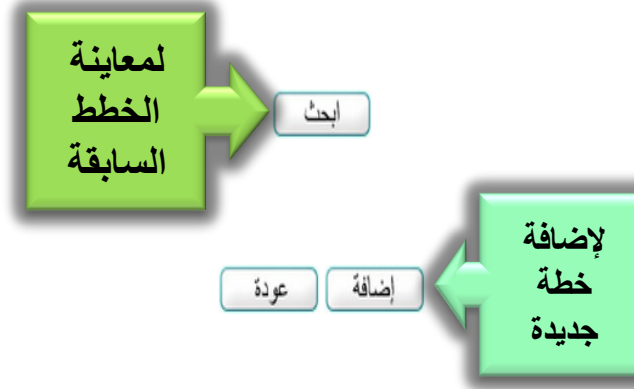 لمعاينة
الخطط
السابقة
ابحث
لإضافة
خطة
جديدة
إضافة
عودة